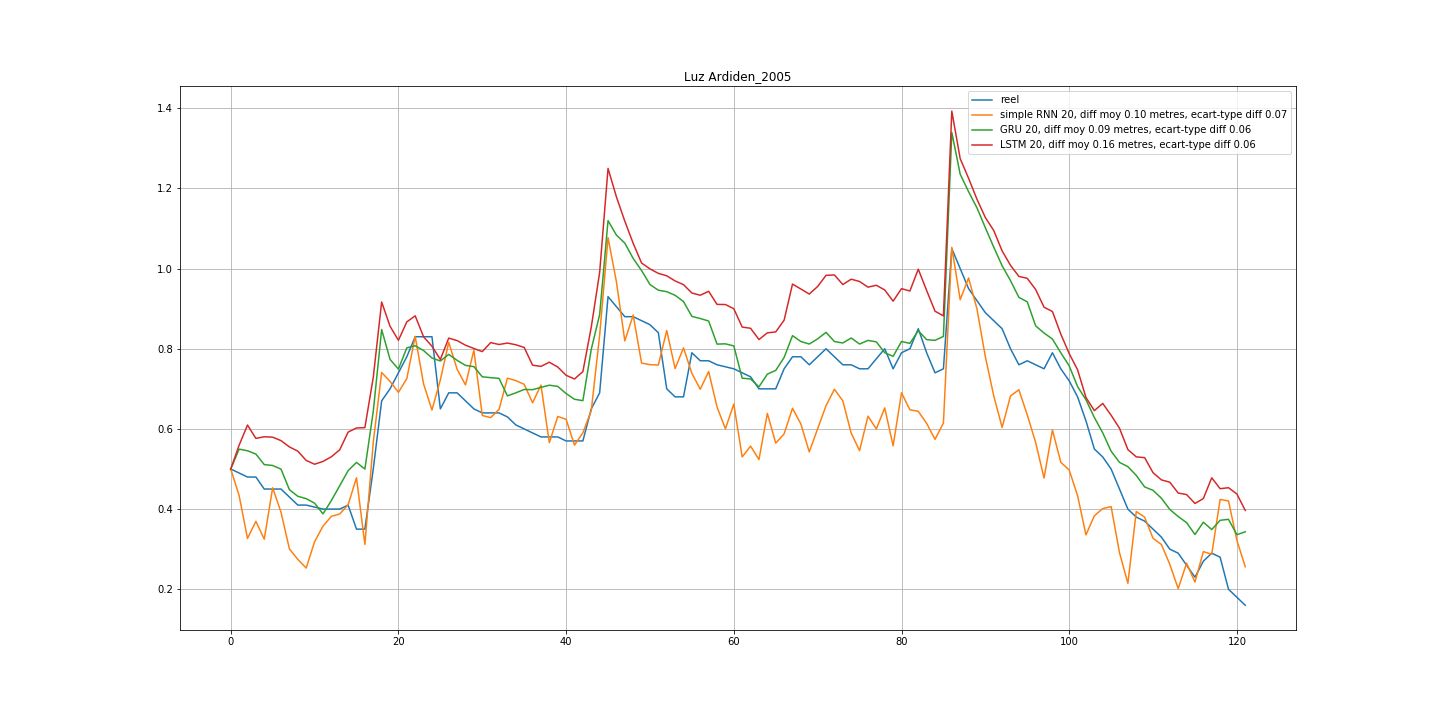 Luz Ardiden_2005
reel
simple RNN 20, diff moy 0.10 metres, ecart-type diff 0.07
GRU 20, diff moy 0.09 metres, ecart-type diff 0.06
LSTM 20, diff moy 0.16 metres, ecart-type diff 0.06
1.4
1.2
1.0
0.8
0.6
0.4
0.2
0 20 40 60 80 100 120